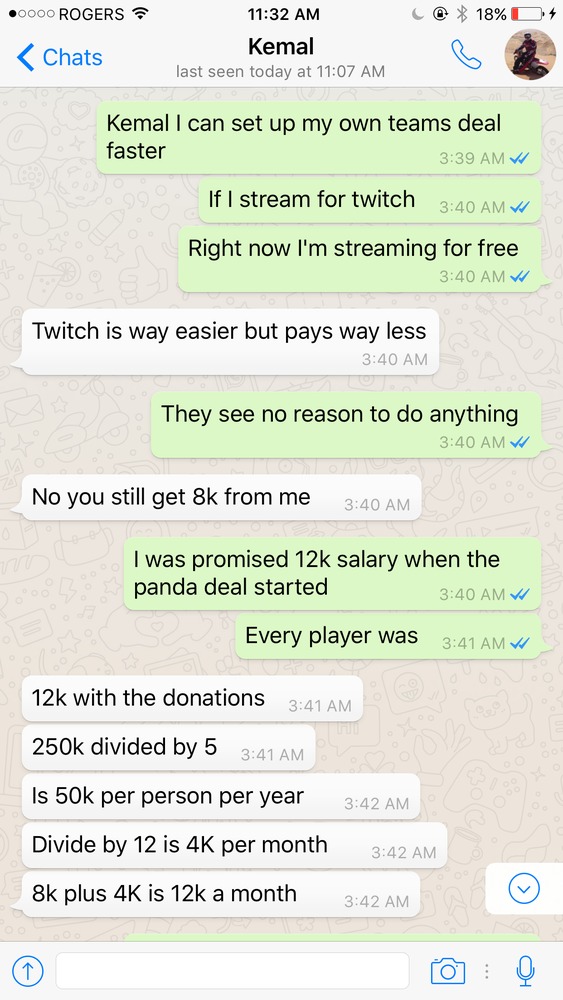 ROGERS 11:32 AM 18%
Chats
Kemal
last seen today at 11:07 AM
Kemal I can set up my own teams deal
faster
3:39 AM
If I stream for twitch 3:40 AM
Right now I'm streaming for free
3:40 AM
Twitch is way easier but pays way less
3:40 AM
They see no reason to do anything
3:40 AM
No you still get 8k from me 3:40 AM
I was promised 12k salary when the
panda deal started 3:40 AM
Every player was 3:41 AM
12k with the donations 3:41 AM
250k divided by 5 3:41 AM
Is 50k per person per year 3:42 AM
Divide by 12 is 4K per month 3:42 AM
8k plus 4K is 12k a month 3:42 AM